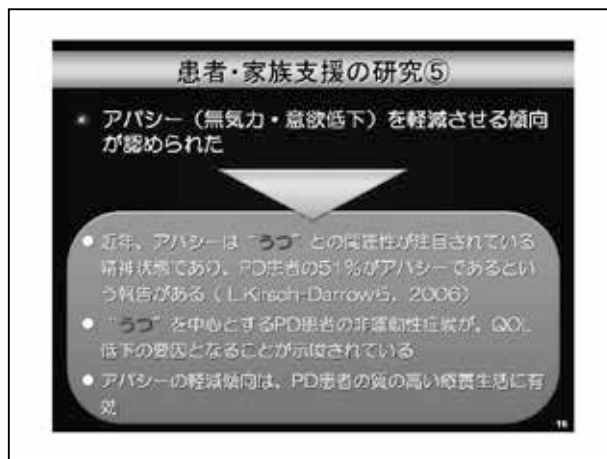 患者・家族支援の研究⑤
アパシー（無気力・意欲低下）を軽減させる傾向
が認められた
● 近年、アパシーは“うつ”との関連性が注目されている
精神状態であり、PD患者の51%がアパシーであるとい
う報告がある（L.Kirsch-Darrowら, 2006）
● “うつ”を中心とするPD患者の非運動性症候が、QOL
低下の要因となることが示唆されている
● アパシーの軽減傾向は、PD患者の質の高い療養生活に有
効